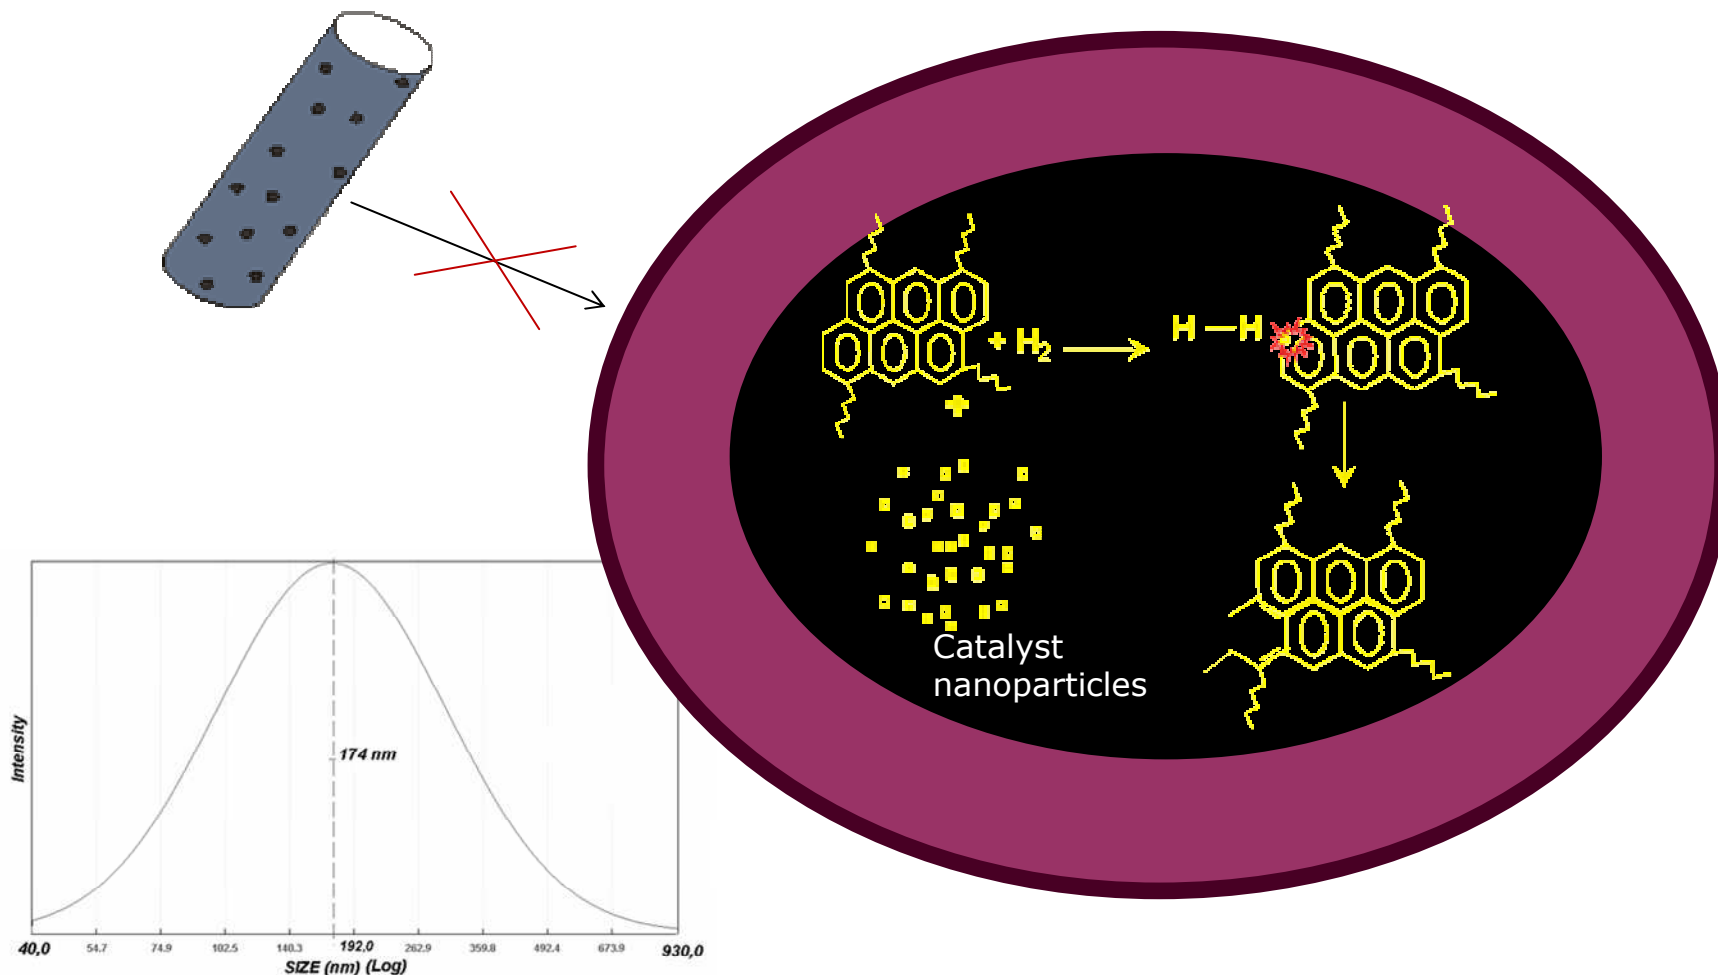 + H2
H — H
+
Catalyst
nanoparticles
Intensity
174 nm
40,0 54.7 74.9 102.5 140.3 192,0 262.9 359.8 492.4 673.9 930,0
SIZE (nm) (Log)